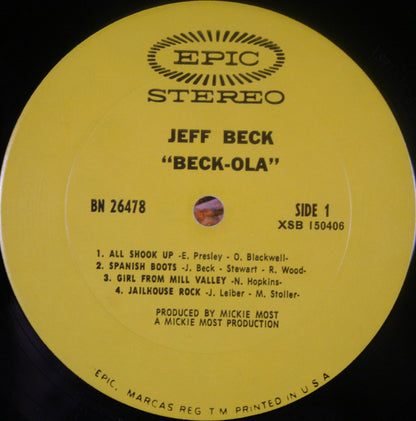 EPIC
STEREO
JEFF BECK
"BECK-OLA"
BN 26478
SIDE 1
XSB 150406
1. ALL SHOOK UP -E. Presley - O. Blackwell-
2. SPANISH BOOTS -J. Beck - Stewart - R. Wood-
3. GIRL FROM MILL VALLEY -N. Hopkins-
4. JAILHOUSE ROCK -J. Leiber - M. Stoller-
PRODUCED BY MICKIE MOST
A MICKIE MOST PRODUCTION
EPIC, MARCAS REG T M PRINTED IN U.S.A